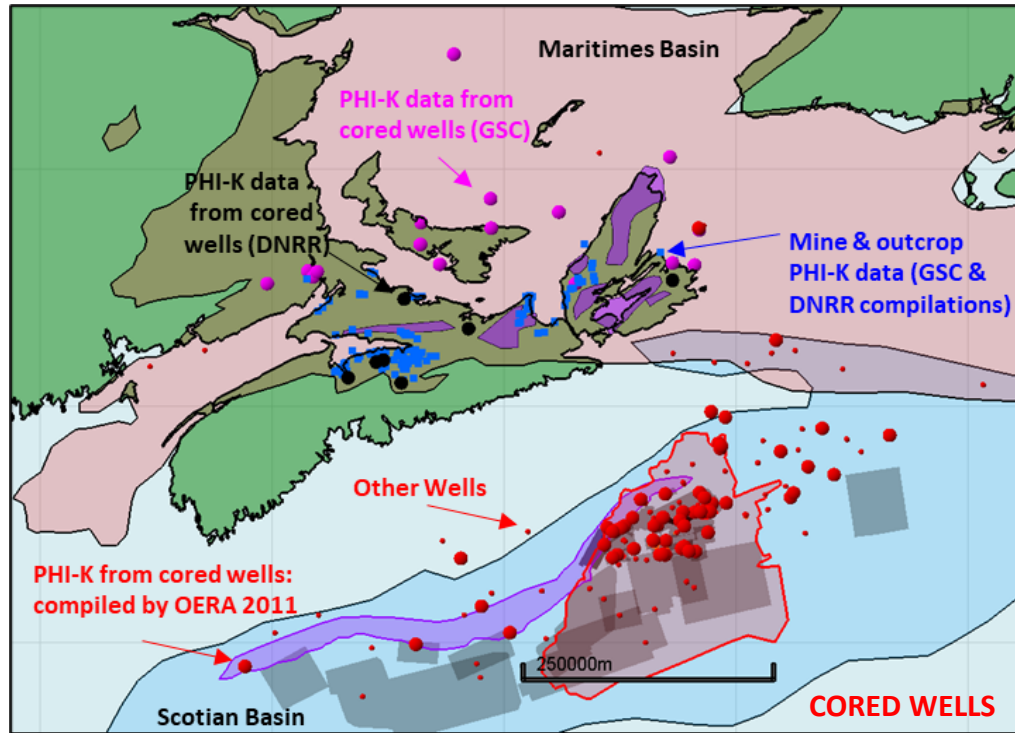 Maritimes Basin
PHI-K data from
cored wells (GSC)
PHI-K data
from cored
wells (DNRR)
Mine & outcrop
PHI-K data (GSC &
DNRR compilations)
Other Wells
PHI-K from cored wells:
compiled by OERA 2011
250000m
Scotian Basin
CORED WELLS